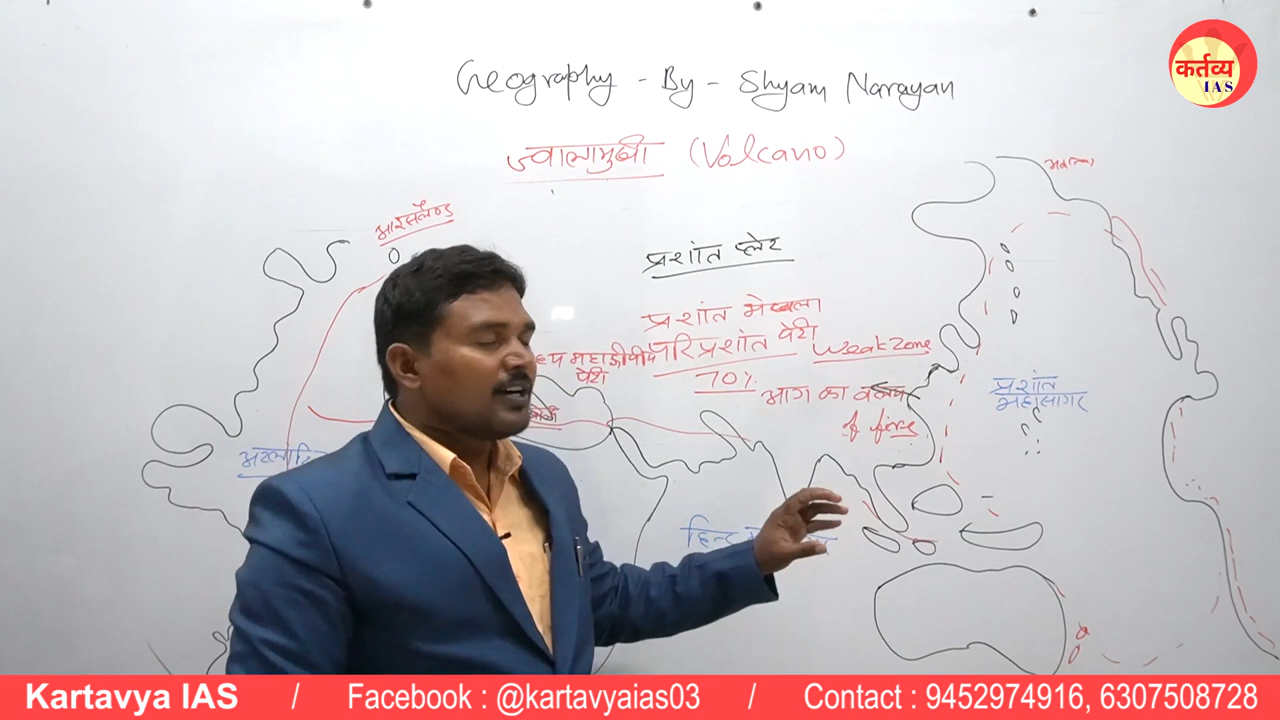 कर्तव्य
IAS
Geography - By - Shyam Narayan
ज्वालामुखी (Volcano)
आइसलैण्ड
प्रशांत प्लेट
प्रशांत मेखला
परिप्रशांत पेटी
weak zone
महाद्वीपीय
पेटी
70%
आग का वलय
of fire
प्रशांत
महासागर
हिन्द
Kartavya IAS / Facebook : @kartavyaias03 / Contact : 9452974916, 6307508728